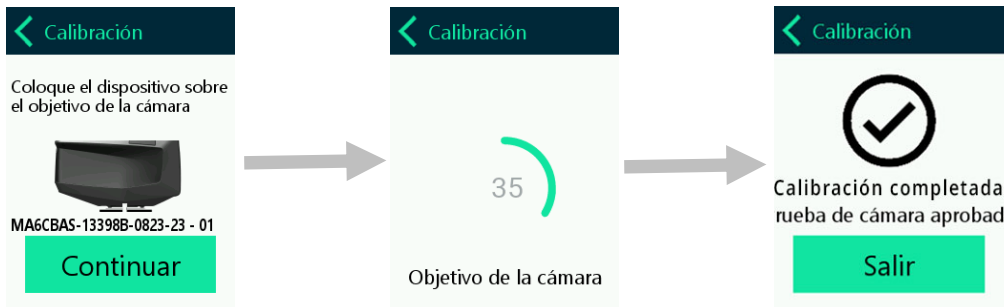 Calibración
Coloque el dispositivo sobre
el objetivo de la cámara
MA6CBAS-13398B-0823-23 - 01
Continuar
Calibración
35
Objetivo de la cámara
Calibración
Calibración completada
rueba de cámara aprobad
Salir